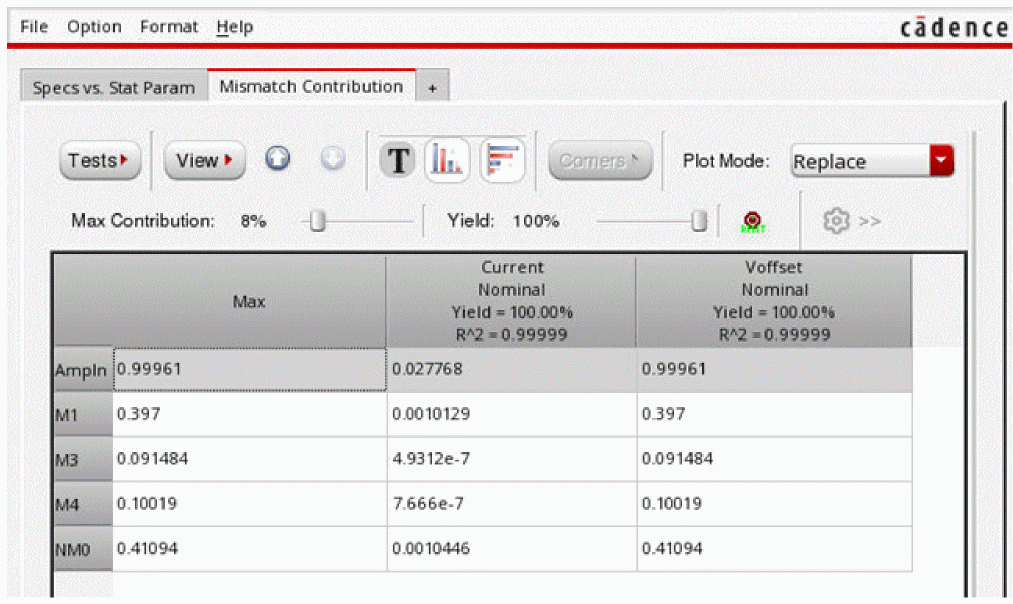 File Option Format Help
cādence
Specs vs. Stat Param Mismatch Contribution +
Tests View T Corners Plot Mode: Replace
Max Contribution: 8% Yield: 100% RESET >>
Max
Current
Nominal
Yield = 100.00%
R^2 = 0.99999
Voffset
Nominal
Yield = 100.00%
R^2 = 0.99999
AmpIn 0.99961 0.027768 0.99961
M1 0.397 0.0010129 0.397
M3 0.091484 4.9312e-7 0.091484
M4 0.10019 7.666e-7 0.10019
NM0 0.41094 0.0010446 0.41094